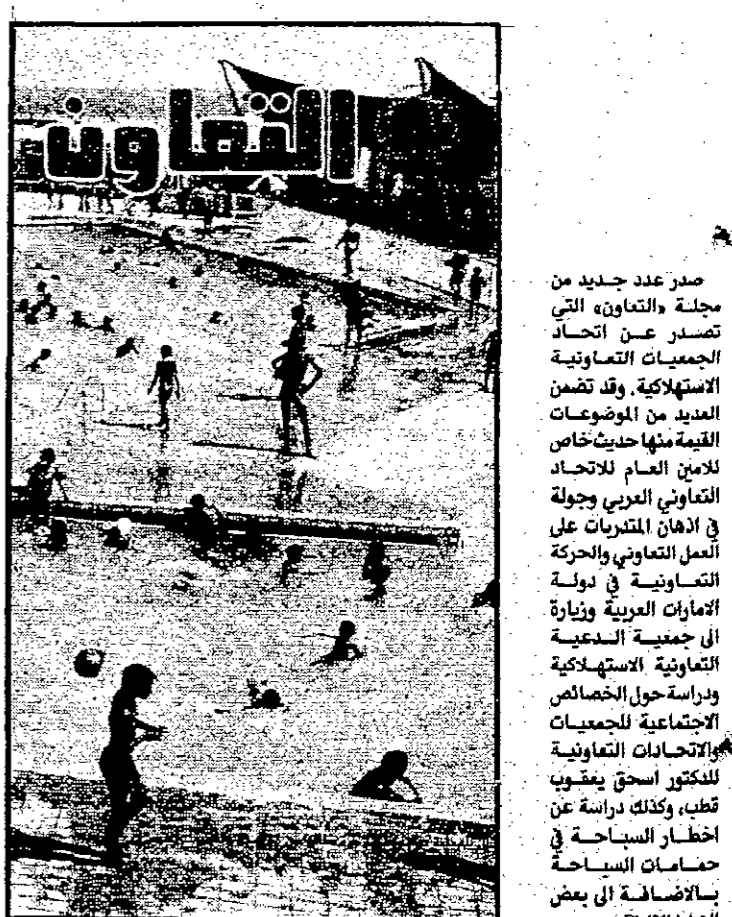 التعاون
صدر عدد جديد من
مجلة «التعاون» التي
تصدر عن اتحاد
الجمعيات التعاونية
الاستهلاكية. وقد تضمن
العديد من الموضوعات
القيمة منها حديث خاص
للامين العام للاتحاد
التعاوني العربي وجولة
في اذهان المتدربات على
العمل التعاوني والحركة
التعاونية في دولة
الامارات العربية وزيارة
الى جمعية الدعية
التعاونية الاستهلاكية
ودراسة حول الخصائص
الاجتماعية للجمعيات
والاتحادات التعاونية
للدكتور اسحق يعقوب
قطب، وكذلك دراسة عن
اخطار السباحة في
حمامات السباحة
بالاضافة الى بعض